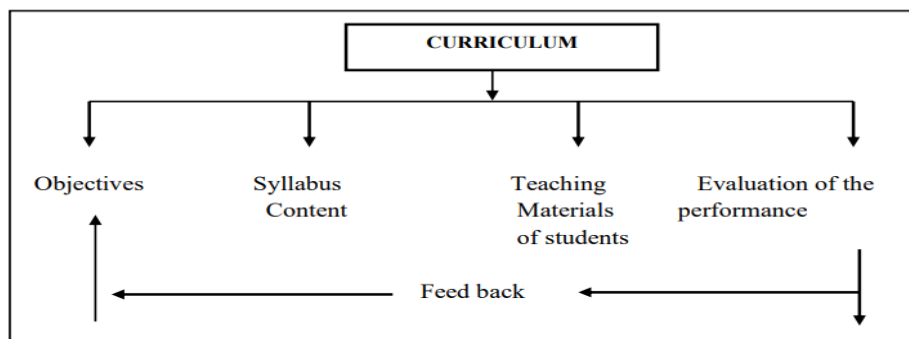 CURRICULUM
Objectives
Syllabus
Content
Teaching
Materials
of students
Evaluation of the
performance
Feed back